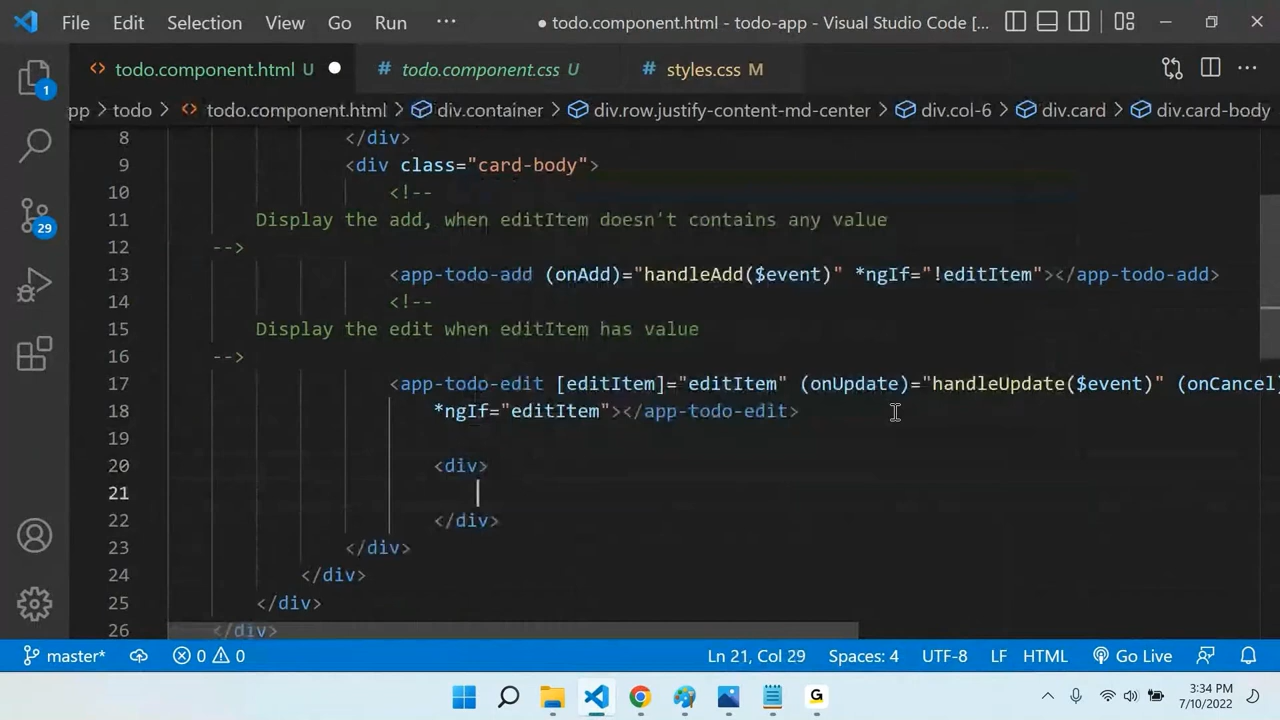 File Edit Selection View Go Run ··· ● todo.component.html - todo-app - Visual Studio Code [...
<> todo.component.html U ● # todo.component.css U # styles.css M ···
pp > todo > <> todo.component.html > div.container > div.row.justify-content-md-center > div.col-6 > div.card > div.card-body
8 </div>
9 <div class="card-body">
10 <!--
11 Display the add, when editItem doesn't contains any value
12 -->
13 <app-todo-add (onAdd)="handleAdd($event)" *ngIf="!editItem"></app-todo-add>
14 <!--
15 Display the edit when editItem has value
16 -->
17 <app-todo-edit [editItem]="editItem" (onUpdate)="handleUpdate($event)" (onCancel)
18 *ngIf="editItem"></app-todo-edit>
19
20 <div>
21
22 </div>
23 </div>
24 </div>
25 </div>
26 </div>
1
29
master* 0 0 Ln 21, Col 29 Spaces: 4 UTF-8 LF HTML Go Live
G 3:34 PM
7/10/2022